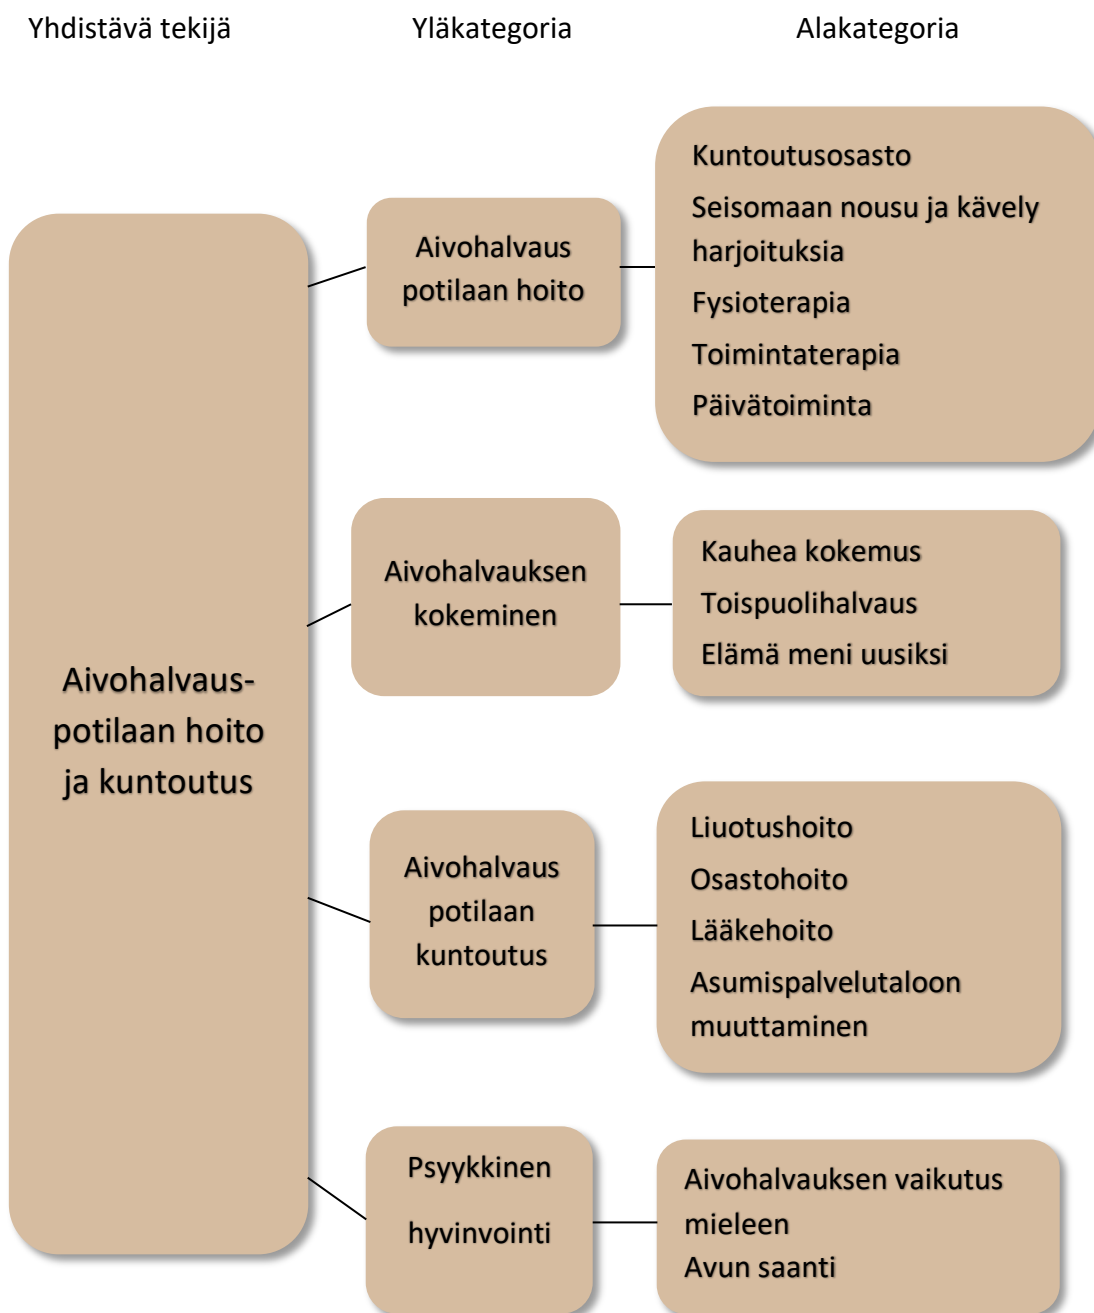 Yhdistävä tekijä
Yläkategoria
Alakategoria
Aivohalvaus-
potilaan hoito
ja kuntoutus
Aivohalvaus
potilaan hoito
Kuntoutusosasto
Seisomaan nousu ja kävely
harjoituksia
Fysioterapia
Toimintaterapia
Päivätoiminta
Aivohalvauksen
kokeminen
Kauhea kokemus
Toispuolihalvaus
Elämä meni uusiksi
Aivohalvaus
potilaan
kuntoutus
Liuotushoito
Osastohoito
Lääkehoito
Asumispalvelutaloon
muuttaminen
Psyykkinen
hyvinvointi
Aivohalvauksen vaikutus
mieleen
Avun saanti